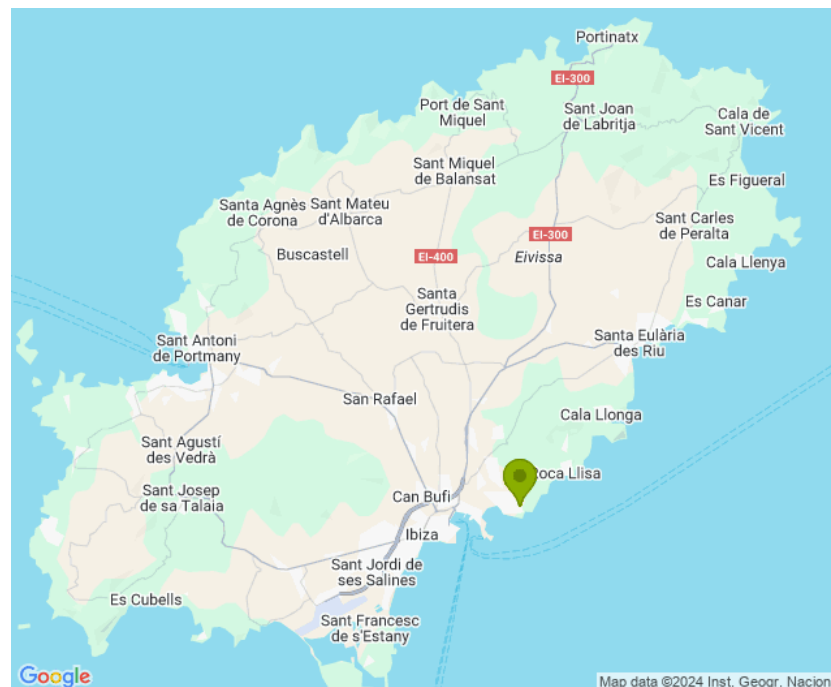 Portinatx
EI-300
Port de Sant
Miquel
Sant Joan
de Labritja
Cala de
Sant Vicent
Sant Miquel
de Balansat
Es Figueral
Santa Agnès
de Corona
Sant Mateu
d'Albarca
Sant Carles
de Peralta
EI-300
Buscastell
EI-400
Eivissa
Cala Llenya
Santa
Gertrudis
de Fruitera
Es Canar
Sant Antoni
de Portmany
Santa Eulària
des Riu
San Rafael
Cala Llonga
Sant Agustí
des Vedrà
Roca Llisa
Sant Josep
de sa Talaia
Can Bufí
Ibiza
Sant Jordi de
ses Salines
Es Cubells
Sant Francesc
de s'Estany
Google
Map data ©2024 Inst. Geogr. Nacion